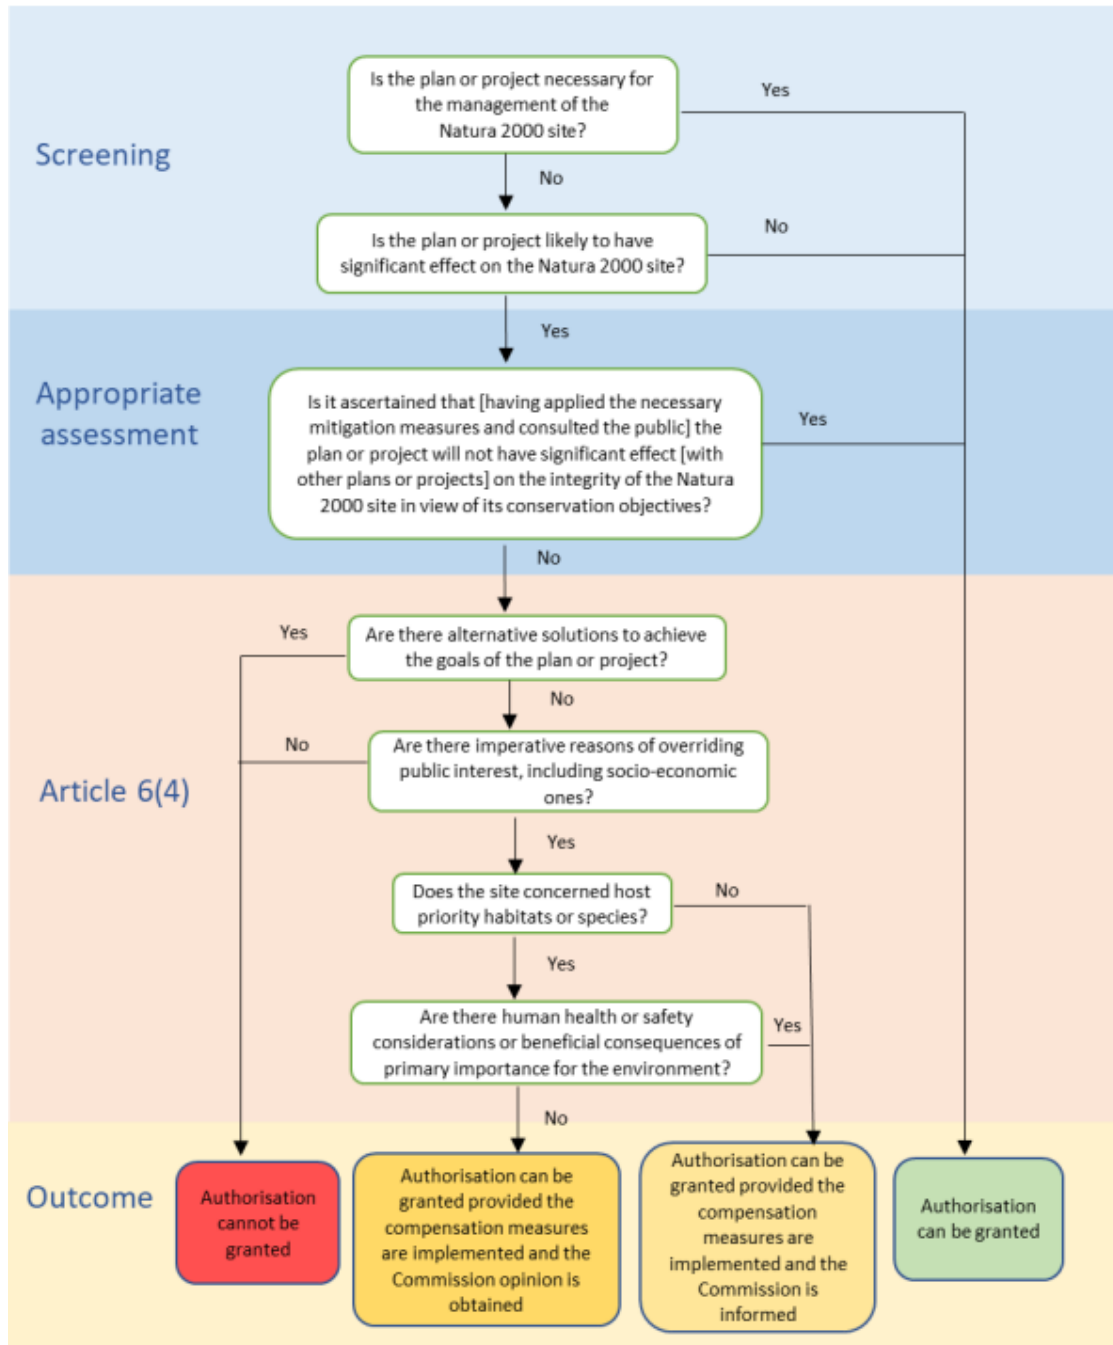 Screening
Is the plan or project necessary for
the management of the
Natura 2000 site?
Yes
No
Is the plan or project likely to have
significant effect on the Natura 2000 site?
No
Yes
Appropriate
assessment
Is it ascertained that [having applied the necessary
mitigation measures and consulted the public] the
plan or project will not have significant effect [with
other plans or projects] on the integrity of the Natura
2000 site in view of its conservation objectives?
Yes
No
Article 6(4)
Are there alternative solutions to achieve
the goals of the plan or project?
Yes
No
Are there imperative reasons of overriding
public interest, including socio-economic
ones?
No
Yes
Does the site concerned host
priority habitats or species?
No
Yes
Are there human health or safety
considerations or beneficial consequences of
primary importance for the environment?
Yes
No
Outcome
Authorisation
cannot be
granted
Authorisation can be
granted provided the
compensation measures
are implemented and the
Commission opinion is
obtained
Authorisation can be
granted provided the
compensation
measures are
implemented and the
Commission is
informed
Authorisation
can be granted